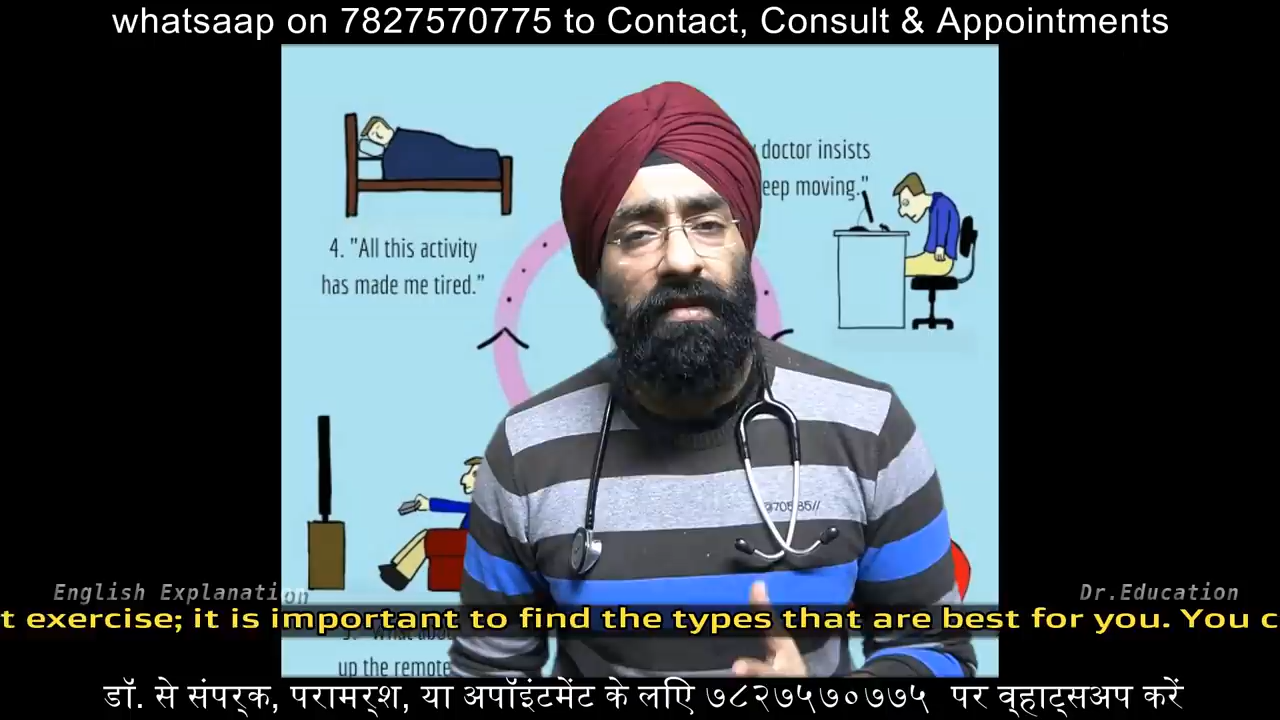 whatsaap on 7827570775 to Contact, Consult & Appointments
doctor insists
eep moving."
4. "All this activity
has made me tired."
English Explanation
Dr.Education
t exercise; it is important to find the types that are best for you. You c
up the remote
डॉ. से संपर्क, परामर्श, या अपॉइंटमेंट के लिए ७८२७५७०७७५ पर व्हाट्सअप करें